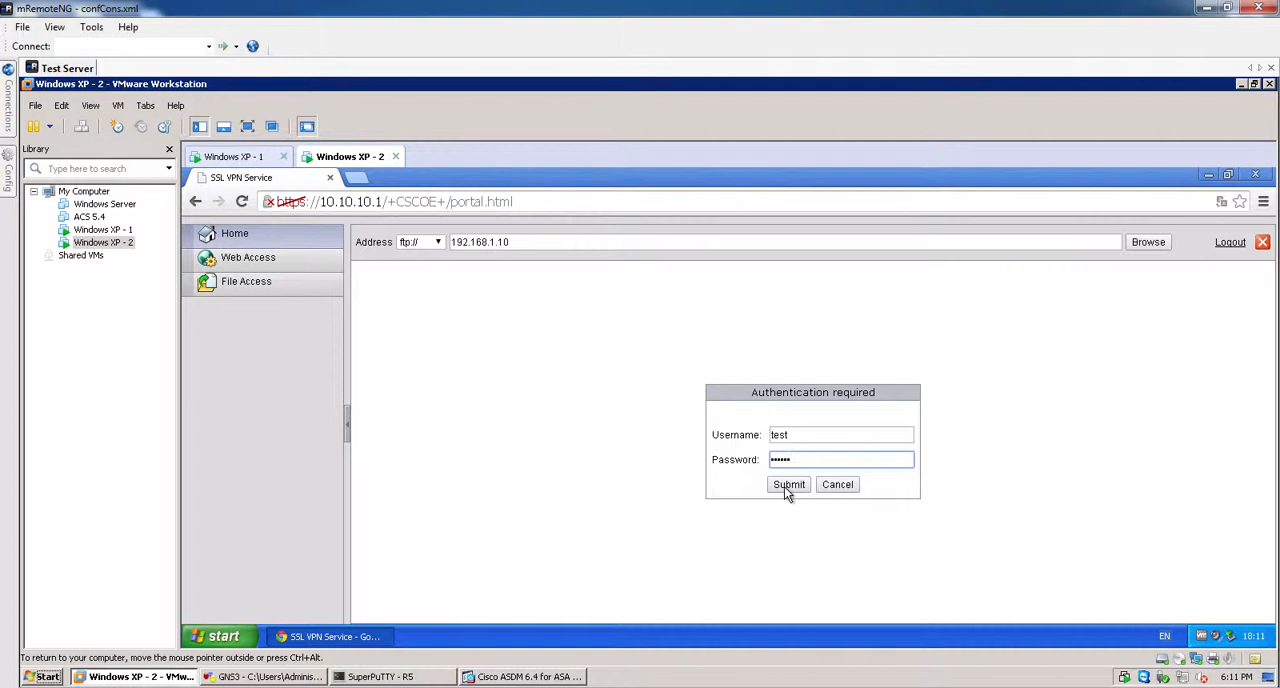 mRemoteNG - confCons.xml
File View Tools Help
Connect:
Test Server
Connections
Config
Windows XP - 2 - VMware Workstation
File Edit View VM Tabs Help
Library
Type here to search
My Computer
Windows Server
ACS 5.4
Windows XP - 1
Windows XP - 2
Shared VMs
Windows XP - 1
Windows XP - 2
SSL VPN Service
https://10.10.10.1/+CSCOE+/portal.html
Home
Web Access
File Access
Address ftp:// 192.168.1.10 Browse Logout
Authentication required
Username: test
Password: ••••••
Submit Cancel
start SSL VPN Service - Go... EN 18:11
To return to your computer, move the mouse pointer outside or press Ctrl+Alt.
Start Windows XP - 2 - VMw... GNS3 - C:\Users\Adminis... SuperPuTTY - R5 Cisco ASDM 6.4 for ASA ... 6:11 PM